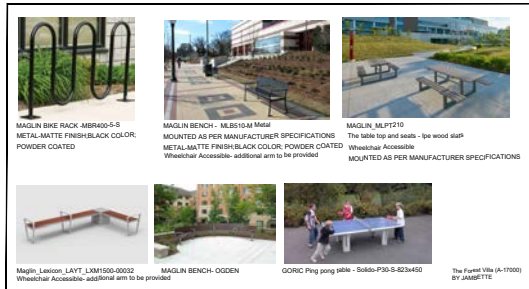 MAGLIN BIKE RACK -MBR400-5-S
METAL-MATTE FINISH;BLACK COLOR;
POWDER COATED
MAGLIN BENCH - MLB510-M Metal
MOUNTED AS PER MANUFACTURER SPECIFICATIONS
METAL-MATTE FINISH;BLACK COLOR; POWDER COATED
Wheelchair Accessible- additional arm to be provided
MAGLIN_MLPT210
The table top and seats - Ipe wood slats
Wheelchair Accessible
MOUNTED AS PER MANUFACTURER SPECIFICATIONS
Maglin_Lexicon_LAYT_LXM1500-00032
Wheelchair Accessible- additional arm to be provided
MAGLIN BENCH- OGDEN
GORIC Ping pong table - Solido-P30-S-823x450
The Forest Villa (A-17000)
BY JAMBETTE